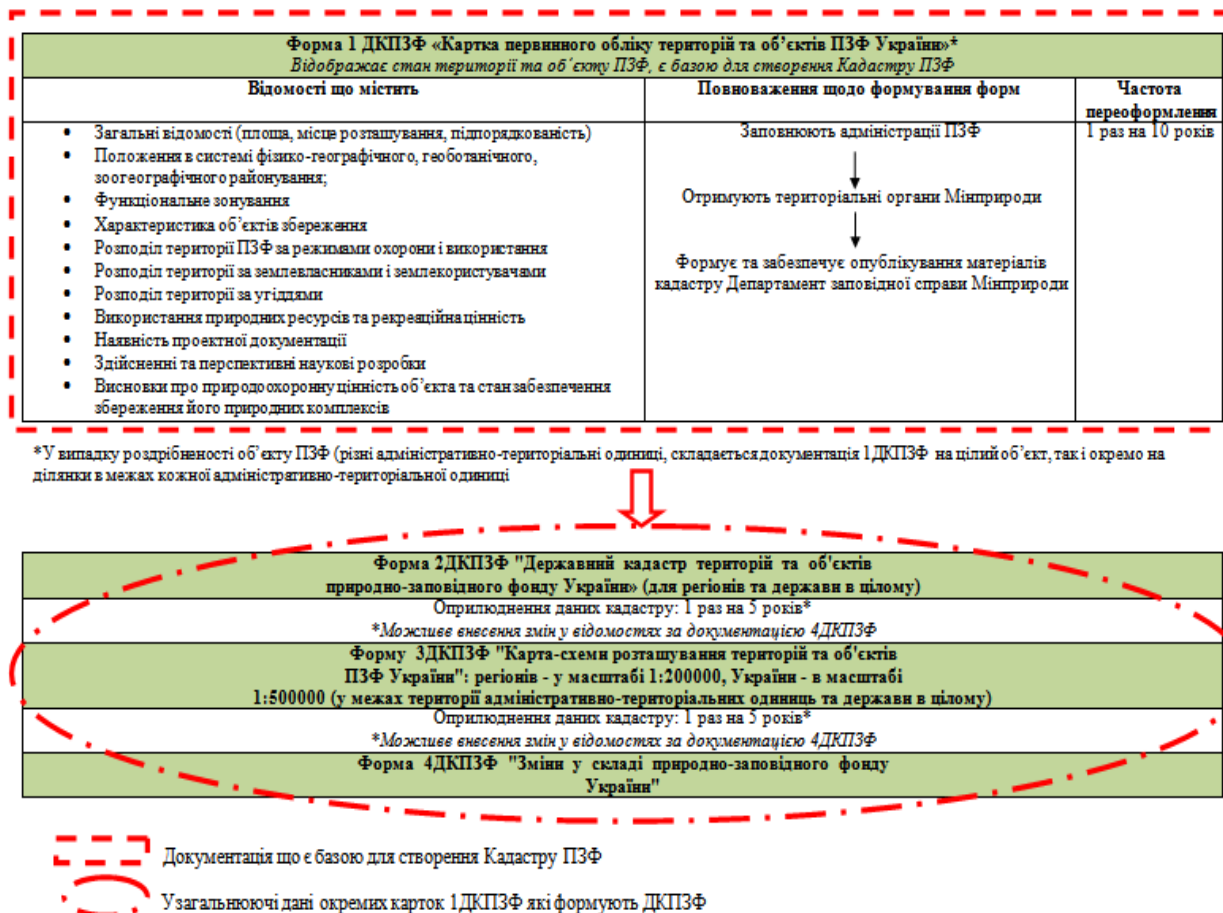 Форма 1 ДКПЗФ «Картка первинного обліку територій та об’єктів ПЗФ України»*
Відображає стан території та об’єкту ПЗФ, є базою для створення Кадастру ПЗФ
Відомості що містить
Повноваження щодо формування форм
Частота
переоформлення
• Загальні відомості (площа, місце розташування, підпорядкованість)
• Положення в системі фізико-географічного, геоботанічного,
зоогеографічного районування;
• Функціональне зонування
• Характеристика об’єктів збереження
• Розподіл території ПЗФ за режимами охорони і використання
• Розподіл території за землевласниками і землекористувачами
• Розподіл території за угіддями
• Використання природних ресурсів та рекреаційна цінність
• Наявність проектної документації
• Здійсненні та перспективні наукові розробки
• Висновки про природоохоронну цінність об’єкта та стан забезпечення
збереження його природних комплексів
Заповнюють адміністрації ПЗФ
Отримують територіальні органи Мінприроди
Формує та забезпечує опублікування матеріалів
кадастру Департамент заповідної справи Мінприроди
1 раз на 10 років
*У випадку роздрібненості об’єкту ПЗФ (різні адміністративно-територіальні одиниці, складається документація 1ДКПЗФ на цілий об’єкт, так і окремо на
ділянки в межах кожної адміністративно-територіальної одиниці
Форма 2ДКПЗФ "Державний кадастр територій та об'єктів
природно-заповідного фонду України» (для регіонів та держави в цілому)
Оприлюднення даних кадастру: 1 раз на 5 років*
*Можливе внесення змін у відомостях за документацією 4ДКПЗФ
Форму 3ДКПЗФ "Карта-схеми розташування територій та об'єктів
ПЗФ України": регіонів - у масштабі 1:200000, України - в масштабі
1:500000 (у межах території адміністративно-територіальних одиниць та держави в цілому)
Оприлюднення даних кадастру: 1 раз на 5 років*
*Можливе внесення змін у відомостях за документацією 4ДКПЗФ
Форма 4ДКПЗФ "Зміни у складі природно-заповідного фонду
України"
Документація що є базою для створення Кадастру ПЗФ
Узагальнюючі дані окремих карток 1ДКПЗФ які формують ДКПЗФ